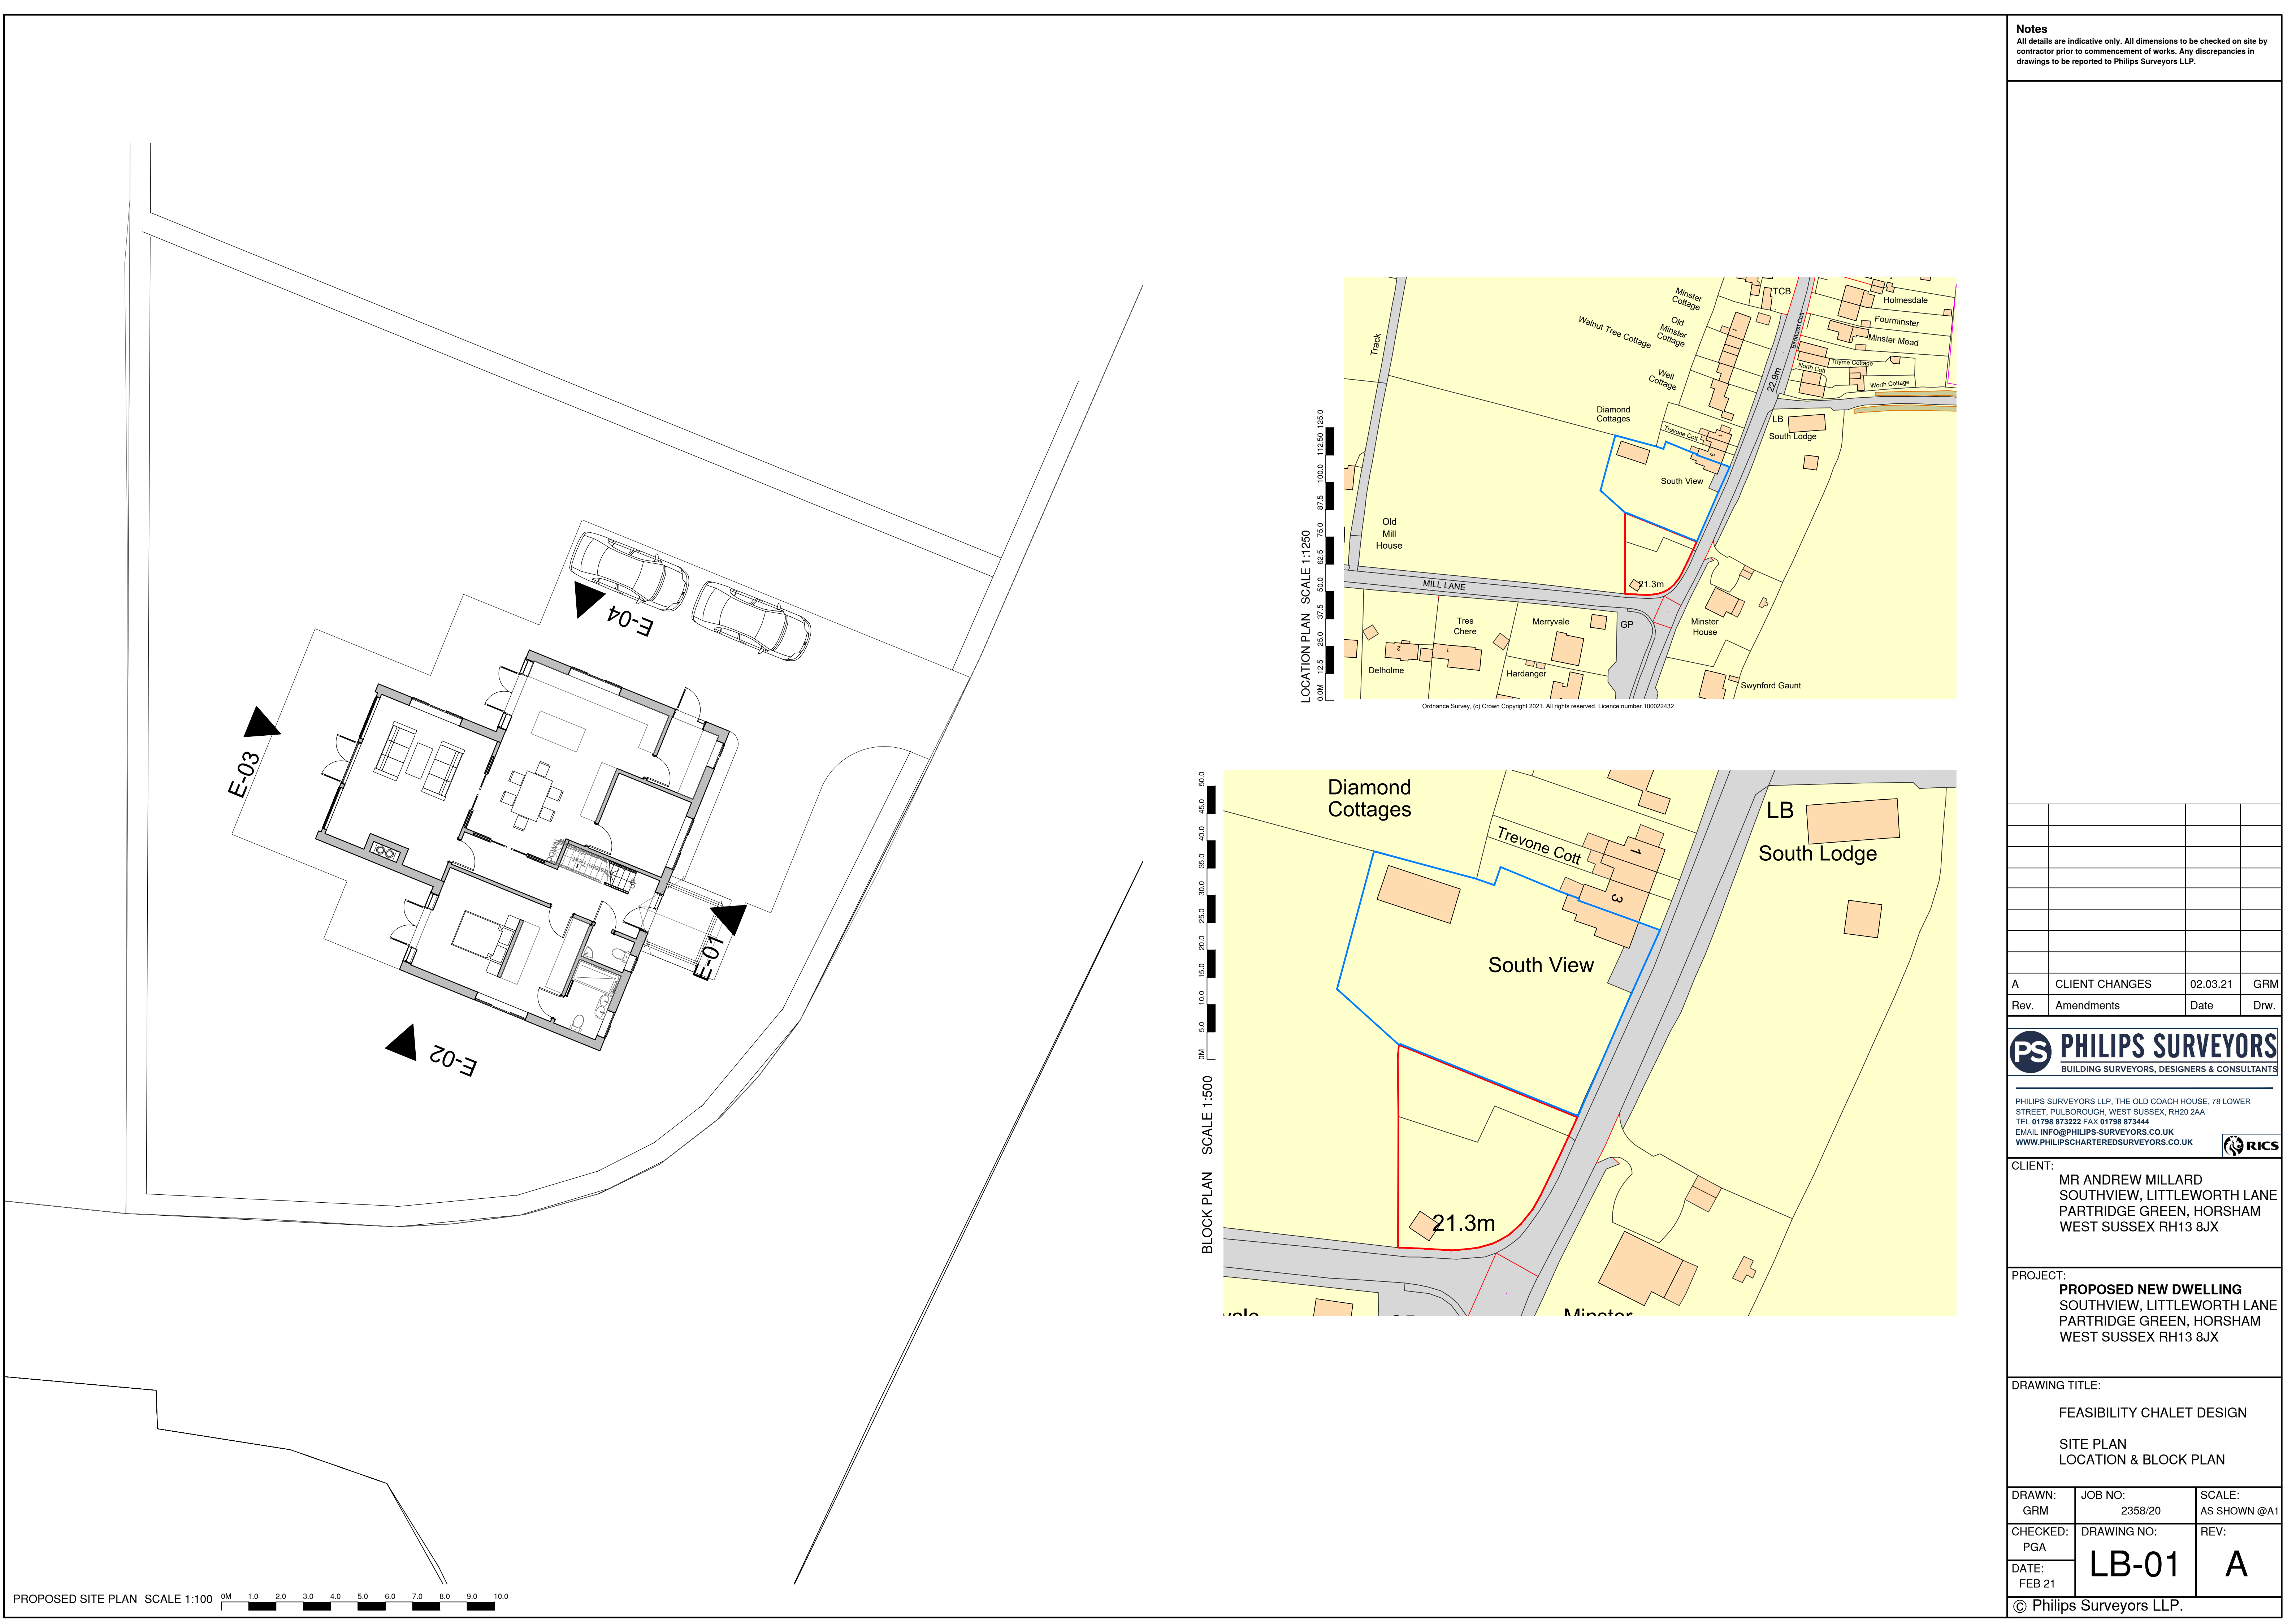 Notes
All details are indicative only. All dimensions to be checked on site by
contractor prior to commencement of works. Any discrepancies in
drawings to be reported to Philips Surveyors LLP.
E-04
E-03
E-01
E-02
DOWN
PROPOSED SITE PLAN SCALE 1:100
0M 1.0 2.0 3.0 4.0 5.0 6.0 7.0 8.0 9.0 10.0
LOCATION PLAN SCALE 1:1250
0.0M 12.5 25.0 37.5 50.0 62.5 75.0 87.5 100.0 112.50 125.0
Track
Minster
Cottage
Old
Minster
Cottage
Walnut Tree Cottage
Well
Cottage
Diamond
Cottages
Trevone Cott
1
1
3
TCB
Birdhurst Cott
22.9m
Holmesdale
Fourminster
Minster Mead
Thyme Cottage
North Cott
Worth Cottage
LB
South Lodge
South View
Old
Mill
House
21.3m
MILL LANE
Tres
Chere
Merryvale
GP
Minster
House
2
1
Delholme
Hardanger
Swynford Gaunt
Ordnance Survey, (c) Crown Copyright 2021. All rights reserved. Licence number 100022432
BLOCK PLAN SCALE 1:500
0M 5.0 10.0 15.0 20.0 25.0 30.0 35.0 40.0 45.0 50.0
Diamond
Cottages
Trevone Cott
1
3
LB
South Lodge
South View
21.3m
Minster
A CLIENT CHANGES 02.03.21 GRM
Rev. Amendments Date Drw.
PS PHILIPS SURVEYORS
BUILDING SURVEYORS, DESIGNERS & CONSULTANTS
PHILIPS SURVEYORS LLP, THE OLD COACH HOUSE, 78 LOWER
STREET, PULBOROUGH, WEST SUSSEX, RH20 2AA
TEL 01798 873222 FAX 01798 873444
EMAIL INFO@PHILIPS-SURVEYORS.CO.UK
WWW.PHILIPSCHARTEREDSURVEYORS.CO.UK
RICS
CLIENT:
MR ANDREW MILLARD
SOUTHVIEW, LITTLEWORTH LANE
PARTRIDGE GREEN, HORSHAM
WEST SUSSEX RH13 8JX
PROJECT:
PROPOSED NEW DWELLING
SOUTHVIEW, LITTLEWORTH LANE
PARTRIDGE GREEN, HORSHAM
WEST SUSSEX RH13 8JX
DRAWING TITLE:
FEASIBILITY CHALET DESIGN
SITE PLAN
LOCATION & BLOCK PLAN
DRAWN: JOB NO: SCALE:
GRM 2358/20 AS SHOWN @A1
CHECKED: DRAWING NO: REV:
PGA
LB-01 A
DATE:
FEB 21
© Philips Surveyors LLP.